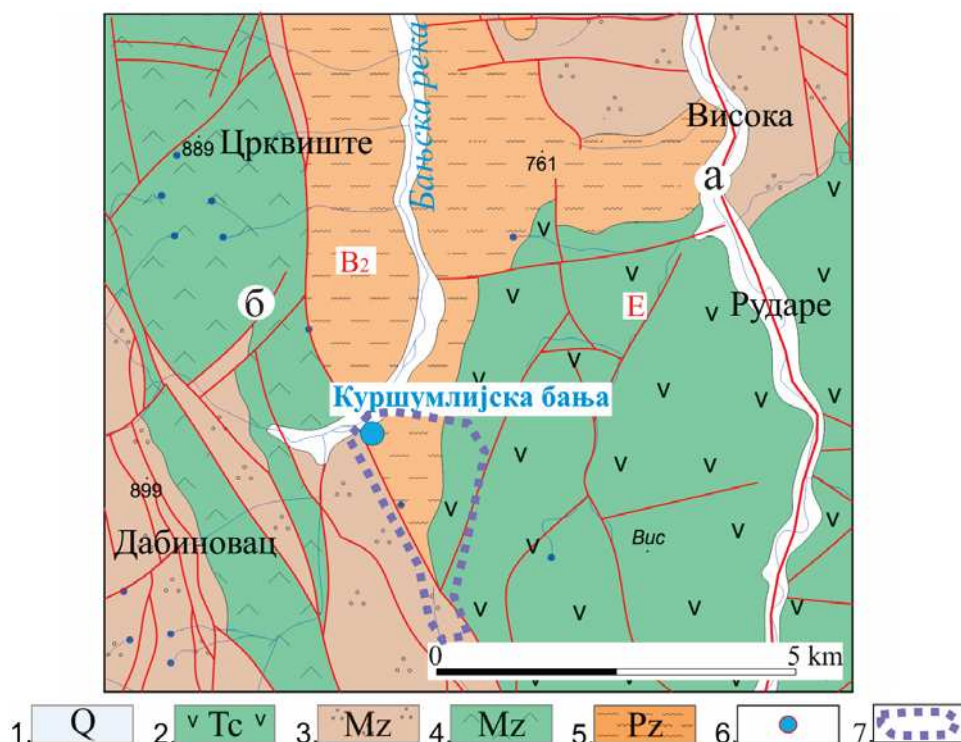 Бањска река
Висока
889 Црквиште
761
а
В₂
Е
б
Рударе
Куршумлијска бања
899
Дабиновац
Вис
0 5 km
1. Q 2. v Tc v 3. Mz 4. Mz 5. Pz 6. 7.